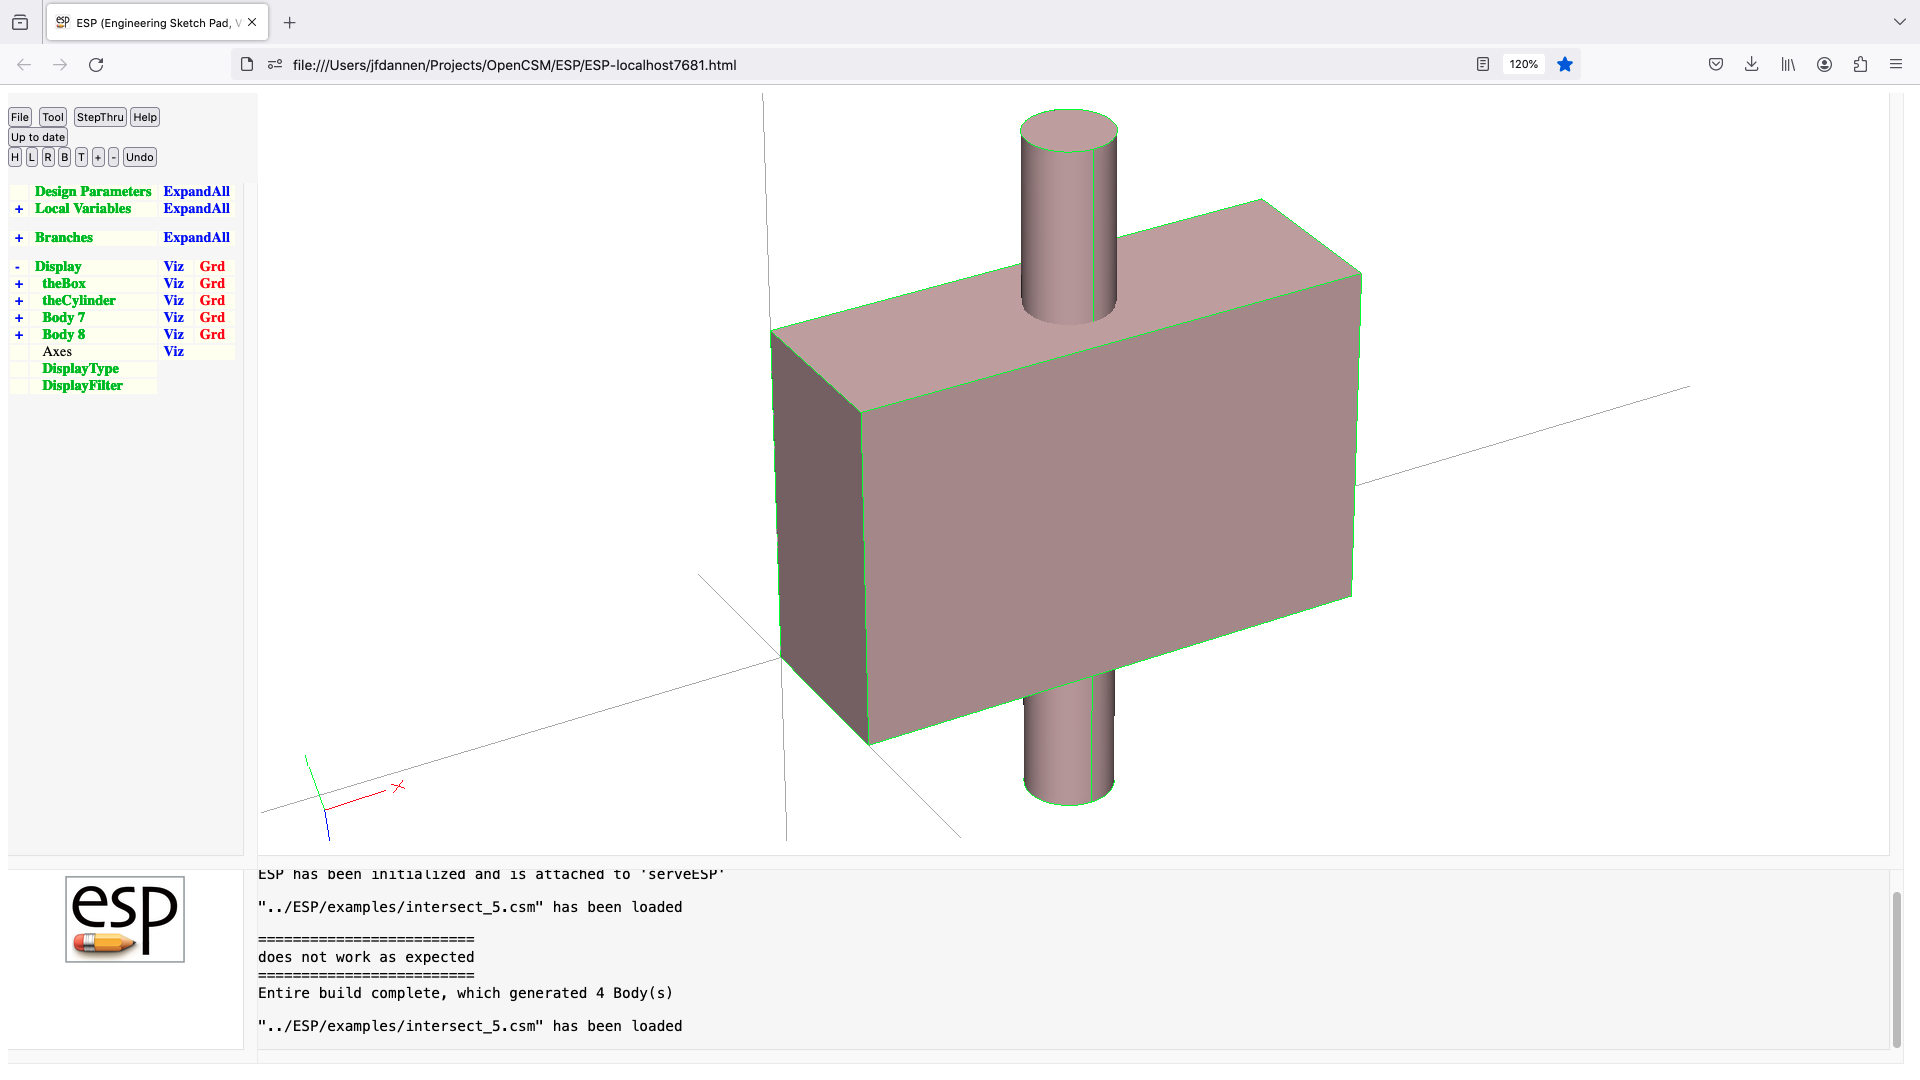 ESP (Engineering Sketch Pad, V
file:///Users/jfdannen/Projects/OpenCSM/ESP/ESP-localhost7681.html
120%
File Tool StepThru Help
Up to date
H L R B T + - Undo
Design Parameters ExpandAll
+ Local Variables ExpandAll
+ Branches ExpandAll
- Display Viz Grd
+ theBox Viz Grd
+ theCylinder Viz Grd
+ Body 7 Viz Grd
+ Body 8 Viz Grd
Axes Viz
DisplayType
DisplayFilter
X
esp
ESP has been initialized and is attached to 'serveESP'
"../ESP/examples/intersect_5.csm" has been loaded
=========================
does not work as expected
=========================
Entire build complete, which generated 4 Body(s)
"../ESP/examples/intersect_5.csm" has been loaded